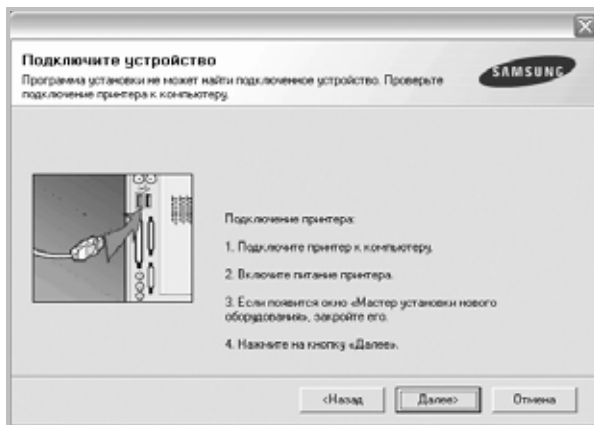 Подключите устройство
Программа установки не может найти подключенное устройство. Проверьте
подключение принтера к компьютеру.
SAMSUNG
Подключение принтера:
1. Подключите принтер к компьютеру.
2. Включите питание принтера.
3. Если появится окно «Мастер установки нового
оборудования», закройте его.
4. Нажмите на кнопку «Далее».
<Назад
Далее>
Отмена